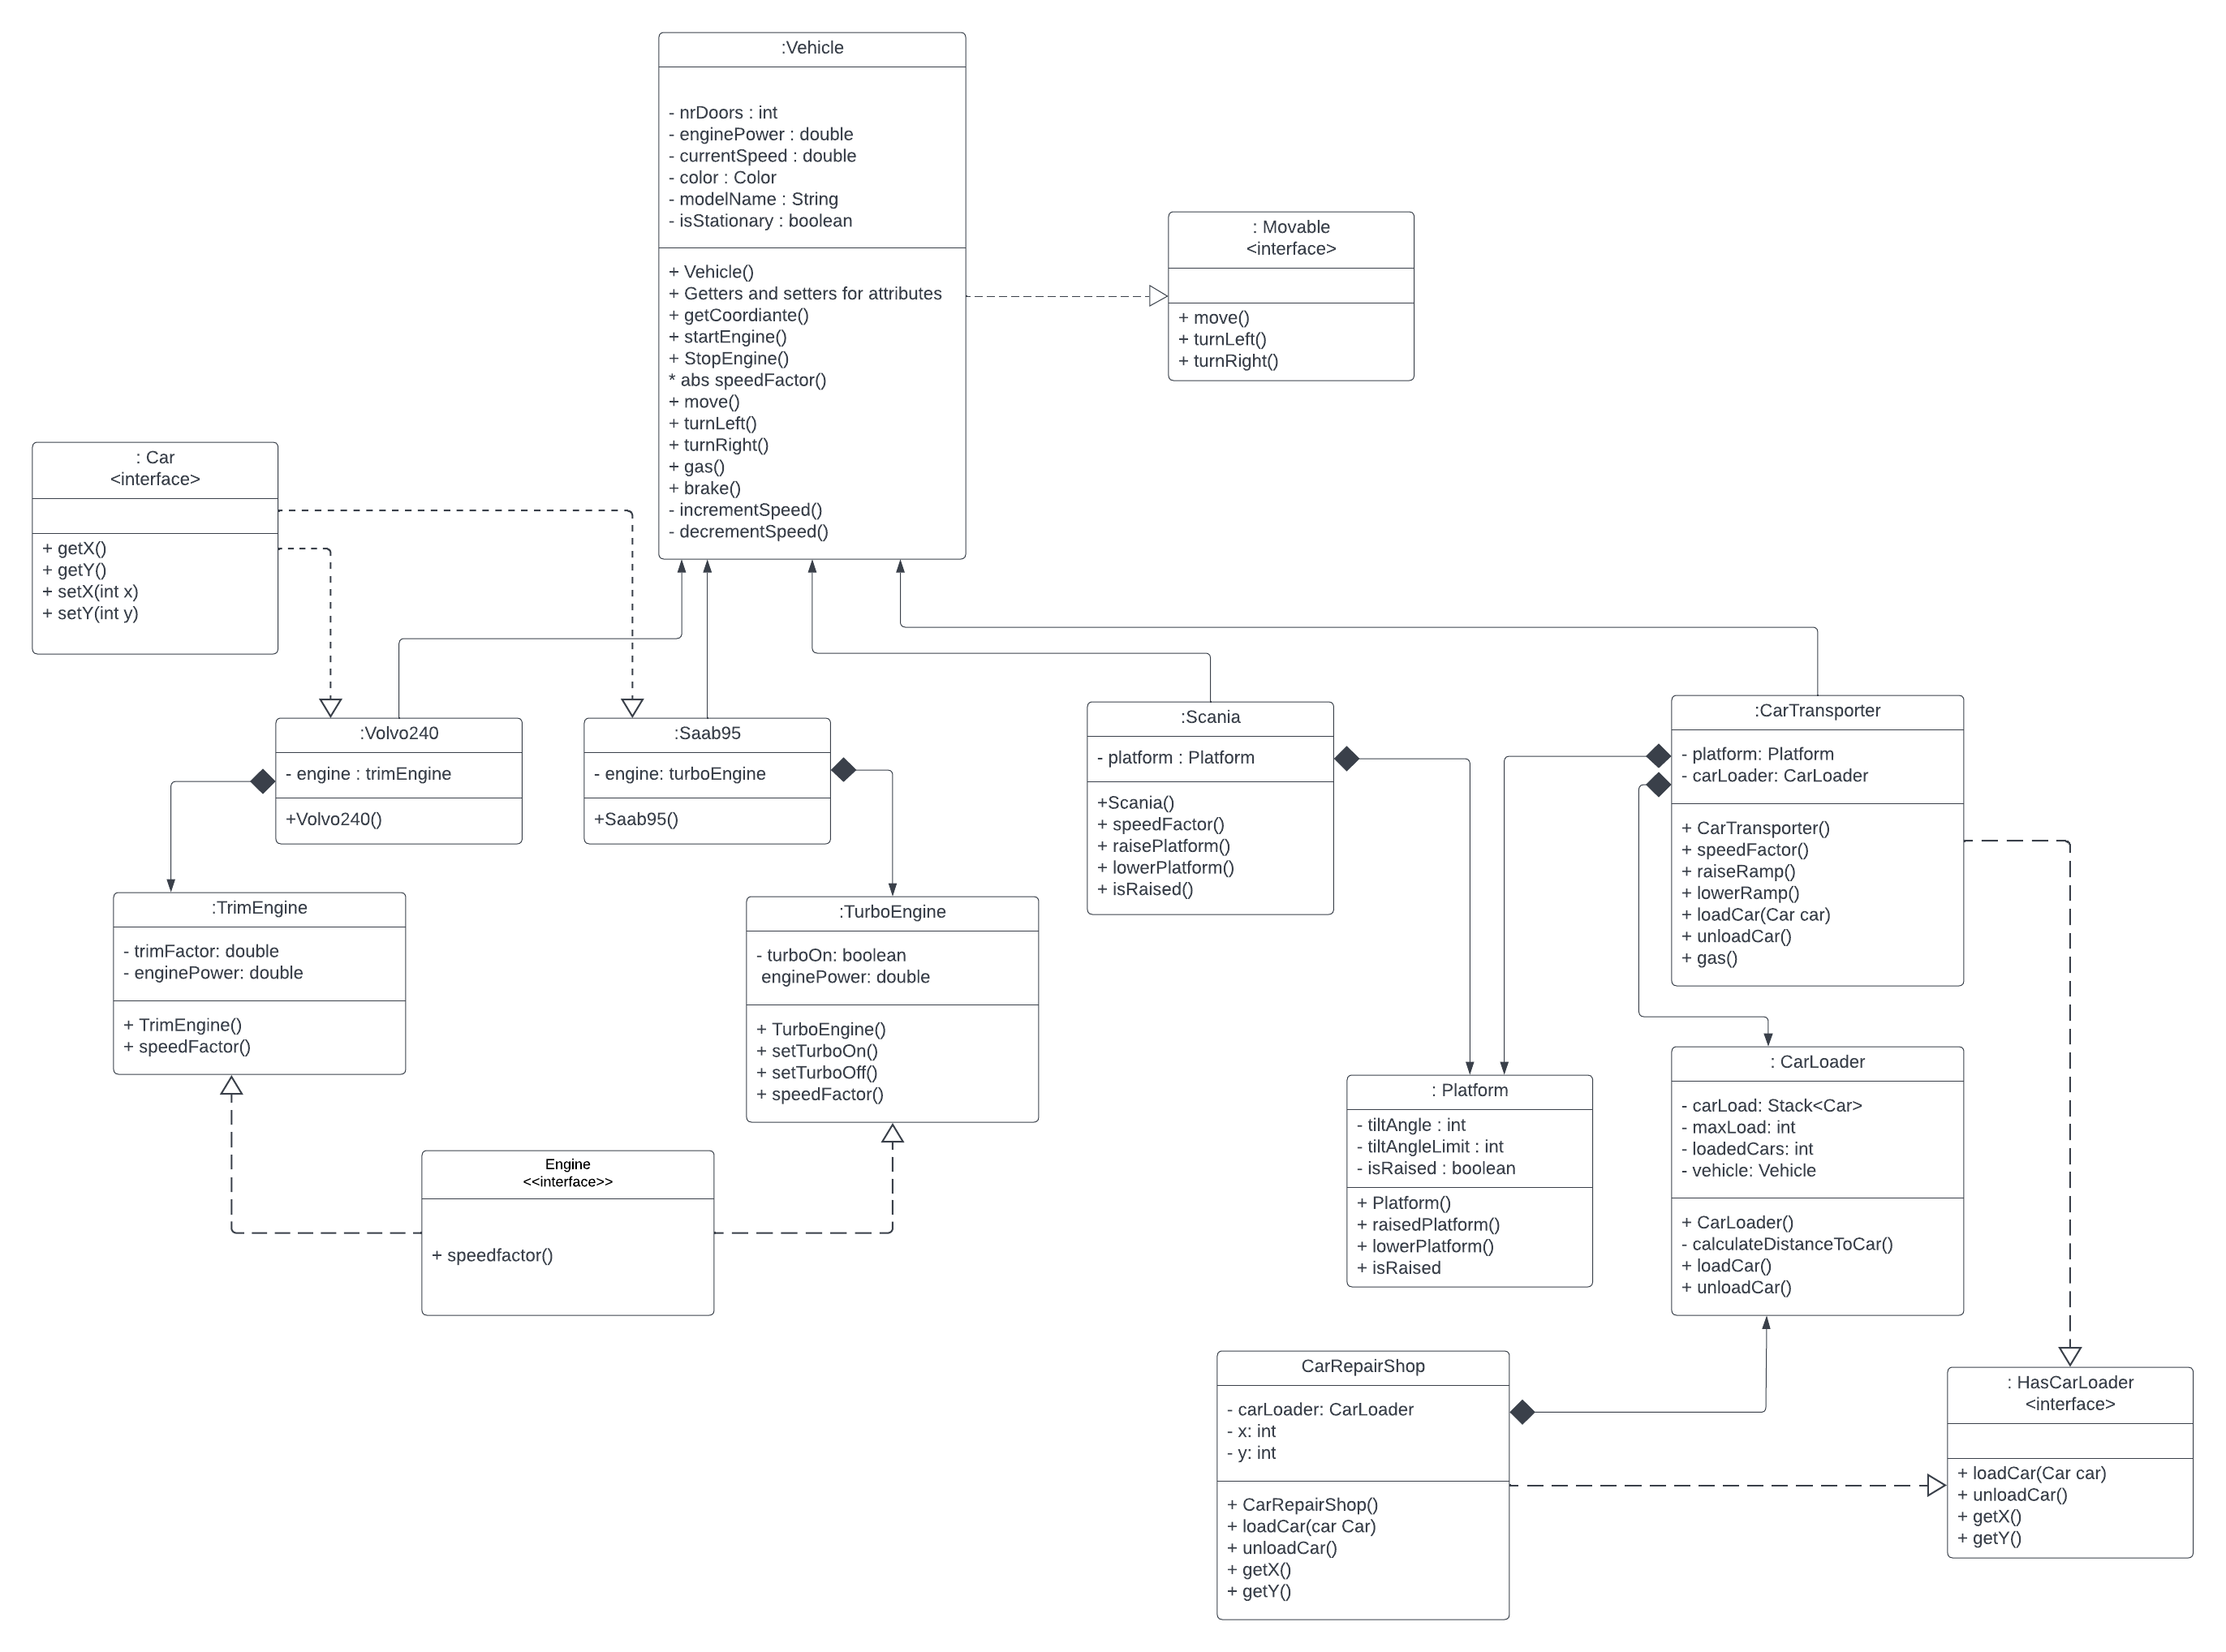 :Vehicle
- nrDoors : int
- enginePower : double
- currentSpeed : double
- color : Color
- modelName : String
- isStationary : boolean
+ Vehicle()
+ Getters and setters for attributes
+ getCoordiante()
+ startEngine()
+ StopEngine()
* abs speedFactor()
+ move()
+ turnLeft()
+ turnRight()
+ gas()
+ brake()
- incrementSpeed()
- decrementSpeed()
: Movable
<interface>
+ move()
+ turnLeft()
+ turnRight()
: Car
<interface>
+ getX()
+ getY()
+ setX(int x)
+ setY(int y)
:Volvo240
- engine : trimEngine
+Volvo240()
:Saab95
- engine: turboEngine
+Saab95()
:Scania
- platform : Platform
+Scania()
+ speedFactor()
+ raisePlatform()
+ lowerPlatform()
+ isRaised()
:CarTransporter
- platform: Platform
- carLoader: CarLoader
+ CarTransporter()
+ speedFactor()
+ raiseRamp()
+ lowerRamp()
+ loadCar(Car car)
+ unloadCar()
+ gas()
:TrimEngine
- trimFactor: double
- enginePower: double
+ TrimEngine()
+ speedFactor()
:TurboEngine
- turboOn: boolean
enginePower: double
+ TurboEngine()
+ setTurboOn()
+ setTurboOff()
+ speedFactor()
Engine
<<interface>>
+ speedfactor()
: Platform
- tiltAngle : int
- tiltAngleLimit : int
- isRaised : boolean
+ Platform()
+ raisedPlatform()
+ lowerPlatform()
+ isRaised
: CarLoader
- carLoad: Stack<Car>
- maxLoad: int
- loadedCars: int
- vehicle: Vehicle
+ CarLoader()
- calculateDistanceToCar()
+ loadCar()
+ unloadCar()
CarRepairShop
- carLoader: CarLoader
- x: int
- y: int
+ CarRepairShop()
+ loadCar(car Car)
+ unloadCar()
+ getX()
+ getY()
: HasCarLoader
<interface>
+ loadCar(Car car)
+ unloadCar()
+ getX()
+ getY()